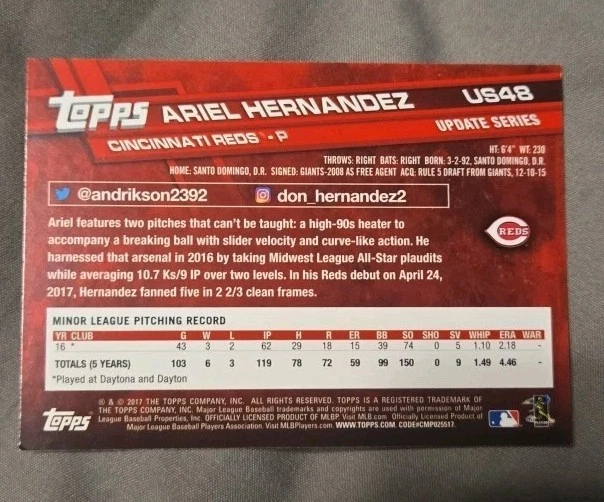 Topps ARIEL HERNANDEZ US48
CINCINNATI REDS® - P UPDATE SERIES
HT: 6'4" WT: 230
THROWS: RIGHT BATS: RIGHT BORN: 3-2-92, SANTO DOMINGO, D.R.
HOME: SANTO DOMINGO, D.R. SIGNED: GIANTS-2008 AS FREE AGENT ACQ: RULE 5 DRAFT FROM GIANTS, 12-10-15
@andrikson2392 don_hernandez2
Ariel features two pitches that can't be taught: a high-90s heater to
accompany a breaking ball with slider velocity and curve-like action. He
harnessed that arsenal in 2016 by taking Midwest League All-Star plaudits
while averaging 10.7 Ks/9 IP over two levels. In his Reds debut on April 24,
2017, Hernandez fanned five in 2 2/3 clean frames.
REDS
MINOR LEAGUE PITCHING RECORD
YR CLUB G W L IP H R ER BB SO SHO SV WHIP ERA WAR
16 * 43 3 2 62 29 18 15 39 74 0 5 1.10 2.18 -
TOTALS (5 YEARS) 103 6 3 119 78 72 59 99 150 0 9 1.49 4.46 -
*Played at Daytona and Dayton
® & © 2017 THE TOPPS COMPANY, INC. ALL RIGHTS RESERVED. TOPPS IS A REGISTERED TRADEMARK OF
THE TOPPS COMPANY, INC. Major League Baseball trademarks and copyrights are used with permission of Major
League Baseball Properties, Inc. OFFICIALLY LICENSED PRODUCT OF MLBP. Visit MLB.com Officially Licensed Product of
Major League Baseball Players Association. Visit MLBPlayers.com. WWW.TOPPS.COM. CODE#CMP025517.
Topps